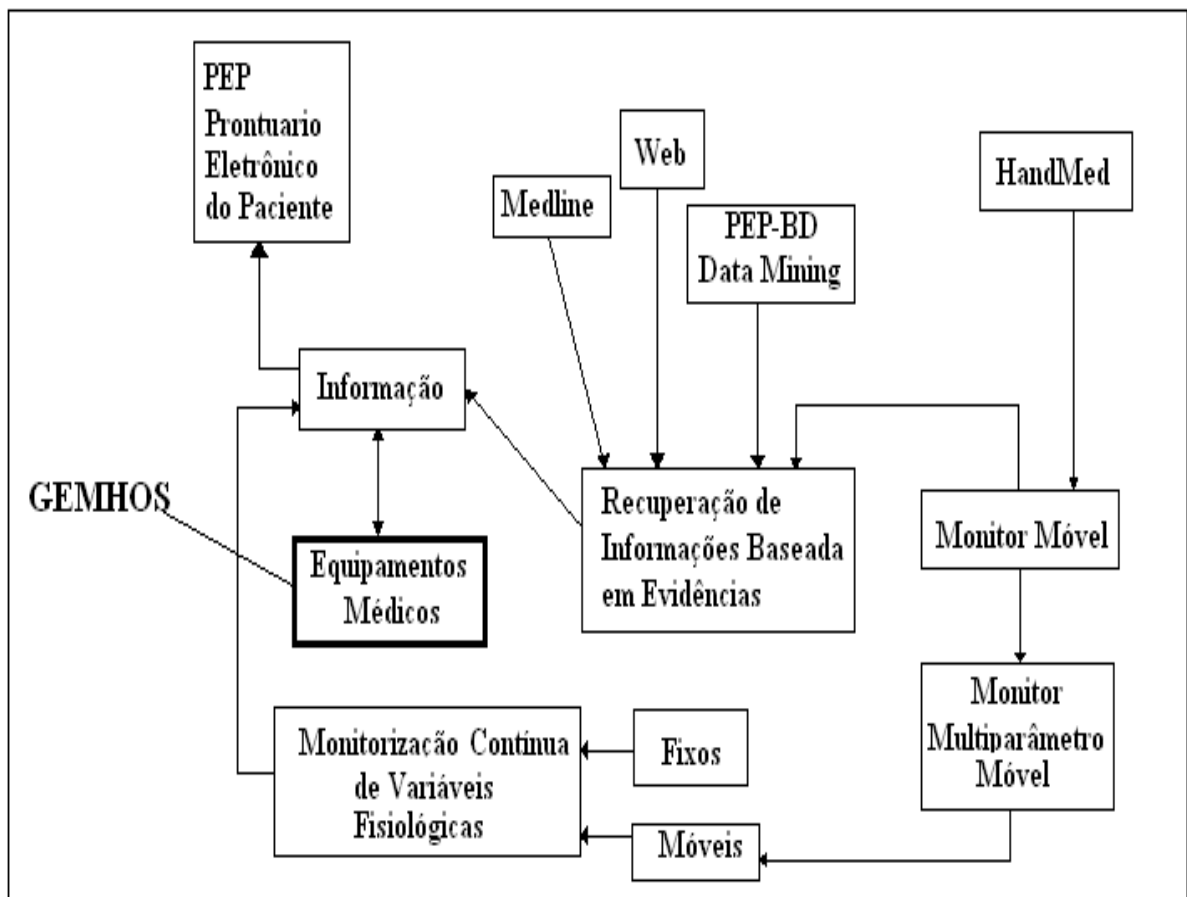 PEP
Prontuario
Eletrônico
do Paciente
Web
Medline
HandMed
PEP-BD
Data Mining
Informação
GEMHOS
Equipamentos
Médicos
Recuperação de
Informações Baseada
em Evidências
Monitor Móvel
Monitor
Multiparâmetro
Móvel
Monitorização Contínua
de Variáveis
Fisiológicas
Fixos
Móveis